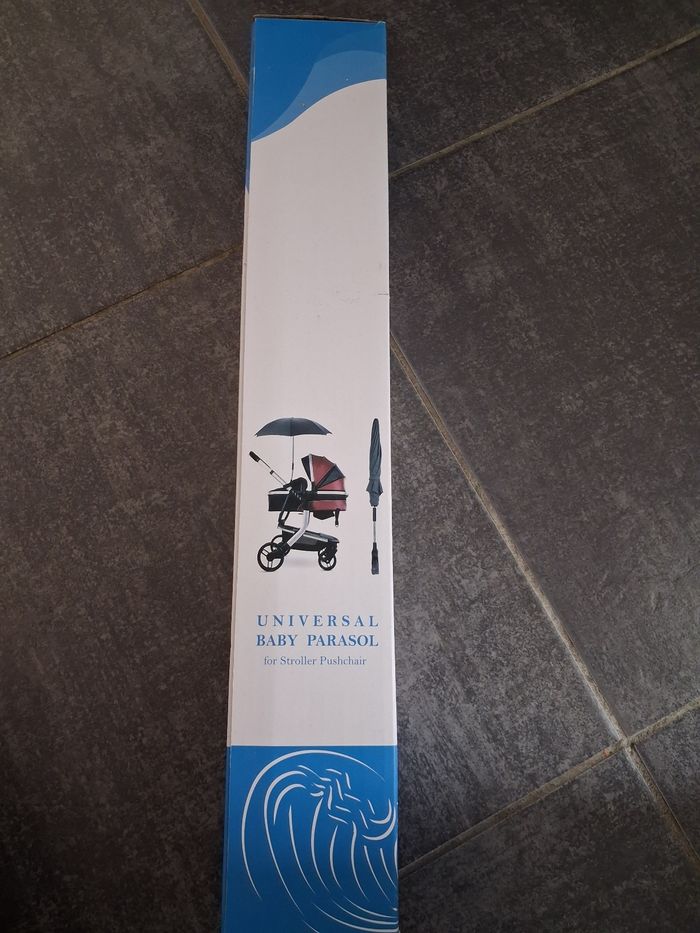 UNIVERSAL
BABY PARASOL
for Stroller Pushchair